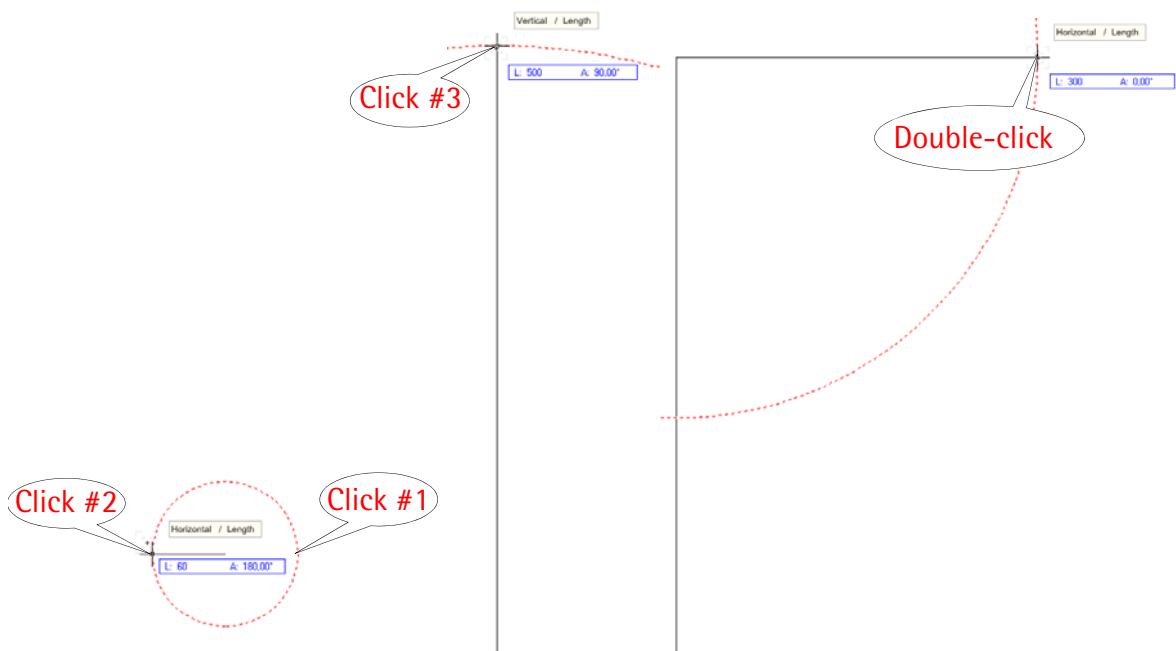 Vertical / Length
L: 500 A: 90,00°
Click #3
Horizontal / Length
L: 300 A: 0,00°
Double-click
Click #2
Click #1
Horizontal / Length
L: 60 A: 180,00°